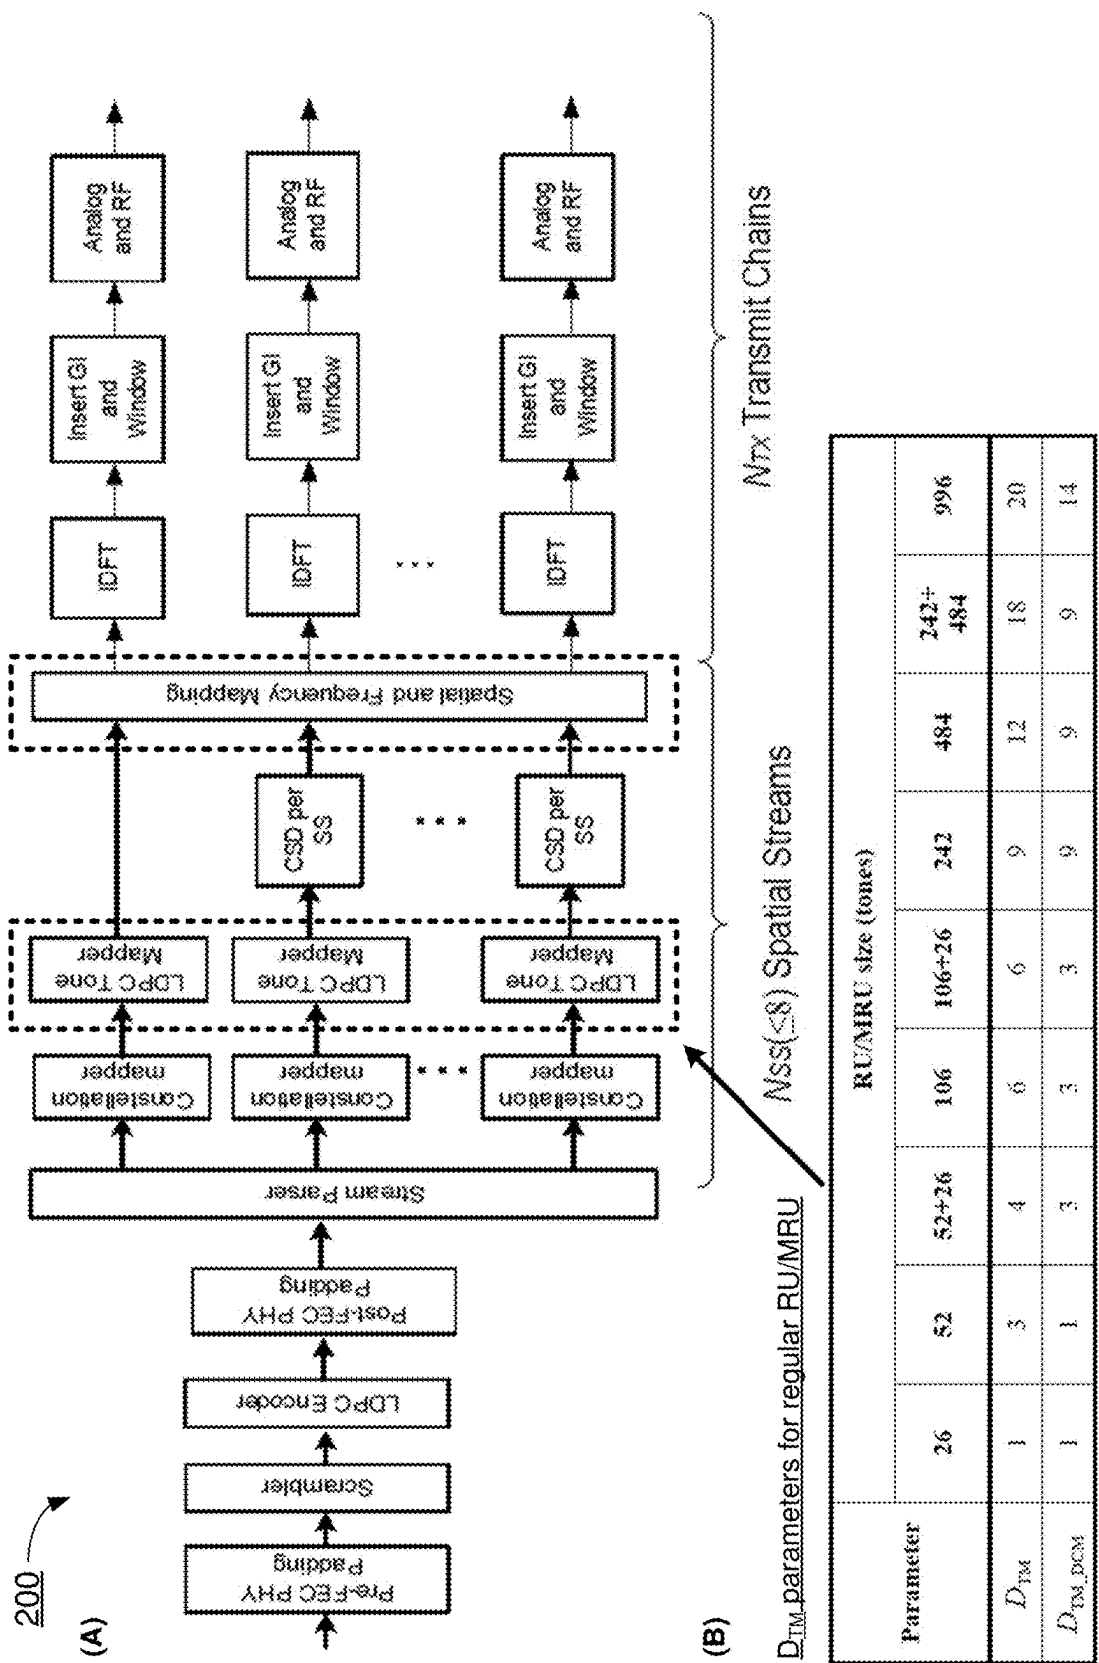 200
(A)
Pre-FEC PHY
Padding
Scrambler
LDPC Encoder
Post-FEC PHY
Padding
Stream Parser
Constellation
mapper
Constellation
mapper
Constellation
mapper
LDPC Tone
Mapper
LDPC Tone
Mapper
LDPC Tone
Mapper
CSD per
SS
CSD per
SS
Spatial and Frequency Mapping
IDFT
IDFT
IDFT
Insert GI
and
Window
Insert GI
and
Window
Insert GI
and
Window
Analog
and RF
Analog
and RF
Analog
and RF
NSS(≤8) Spatial Streams
NTX Transmit Chains
(B)
DTM parameters for regular RU/MRU
Parameter RU/MRU size (tones)
26 52 52+26 106 106+26 242 484 242+484 996
DTM 1 3 4 6 6 9 12 18 20
DTM_DCM 1 1 3 3 3 9 9 9 14